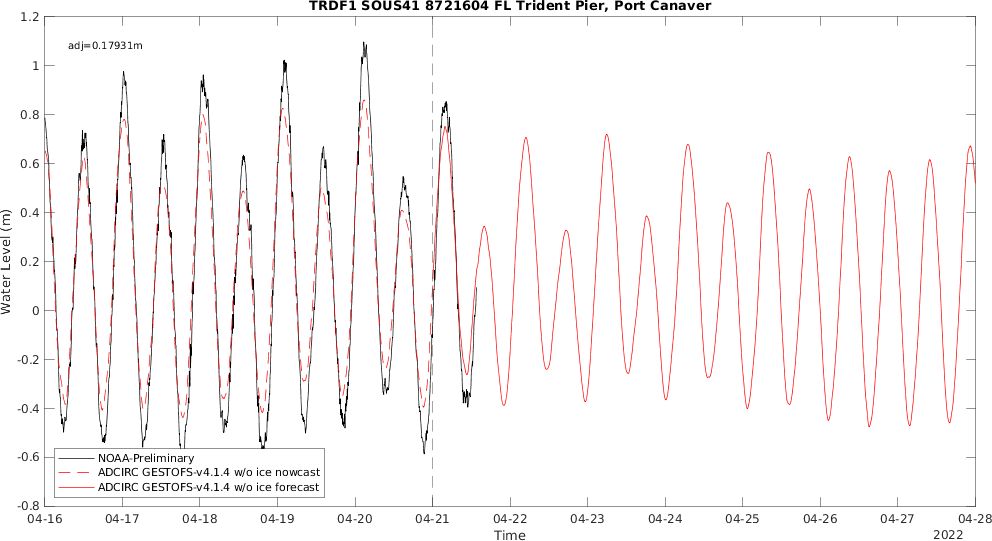 TRDF1 SOUS41 8721604 FL Trident Pier, Port Canaver
adj=0.17931m
1.2
1
0.8
0.6
0.4
0.2
0
-0.2
-0.4
-0.6
-0.8
Water Level (m)
NOAA-Preliminary
ADCIRC GESTOFS-v4.1.4 w/o ice nowcast
ADCIRC GESTOFS-v4.1.4 w/o ice forecast
04-16 04-17 04-18 04-19 04-20 04-21 04-22 04-23 04-24 04-25 04-26 04-27 04-28
Time
2022